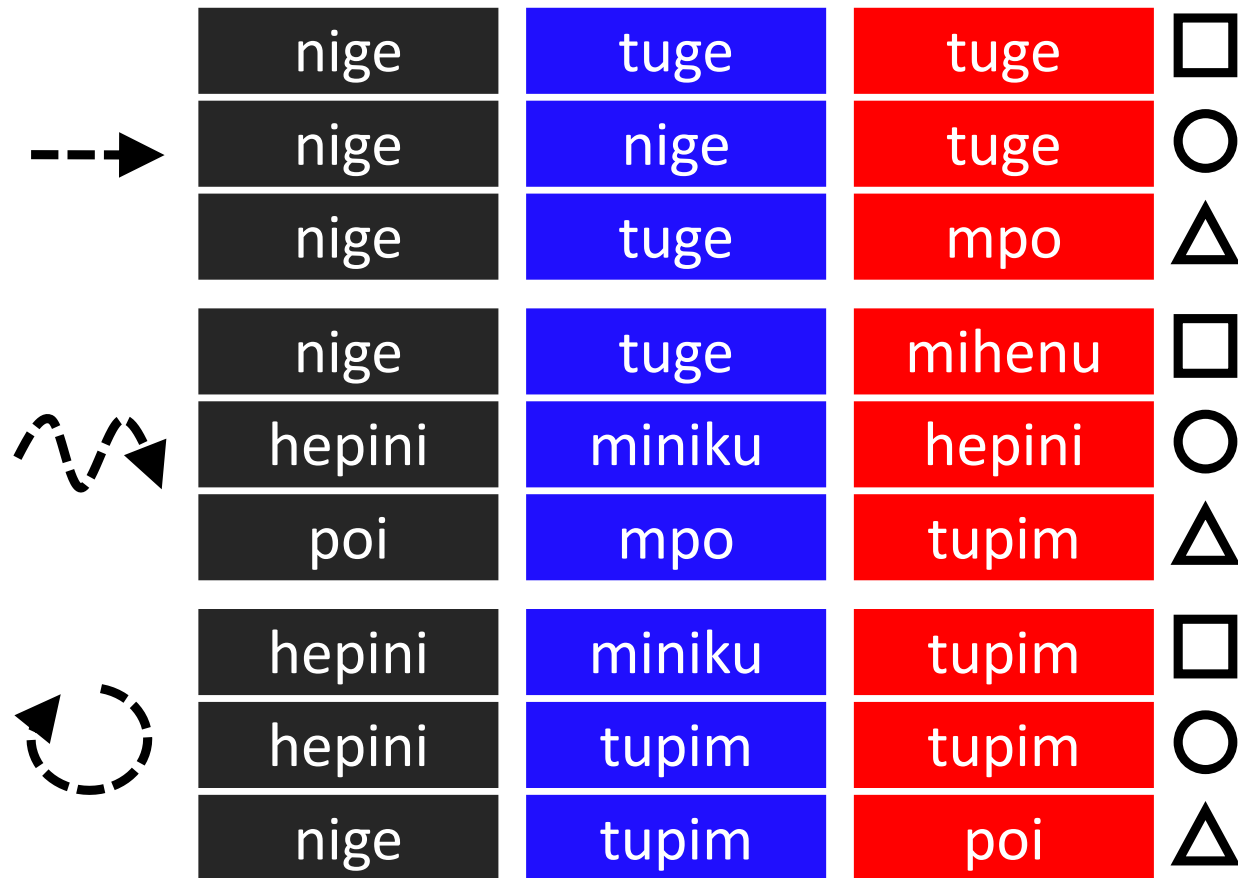 nige tuge tuge
nige nige tuge
nige tuge mpo
nige tuge mihenu
hepini miniku hepini
poi mpo tupim
hepini miniku tupim
hepini tupim tupim
nige tupim poi